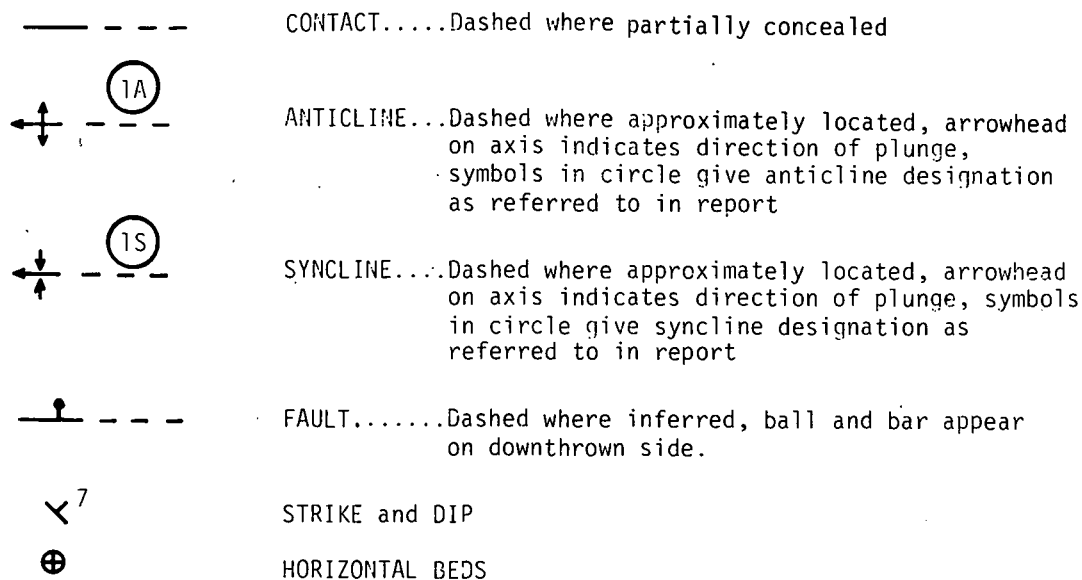 CONTACT.....Dashed where partially concealed
1A
ANTICLINE...Dashed where approximately located, arrowhead
on axis indicates direction of plunge,
symbols in circle give anticline designation
as referred to in report
1S
SYNCLINE....Dashed where approximately located, arrowhead
on axis indicates direction of plunge, symbols
in circle give syncline designation as
referred to in report
FAULT.......Dashed where inferred, ball and bar appear
on downthrown side.
7
STRIKE and DIP
HORIZONTAL BEDS